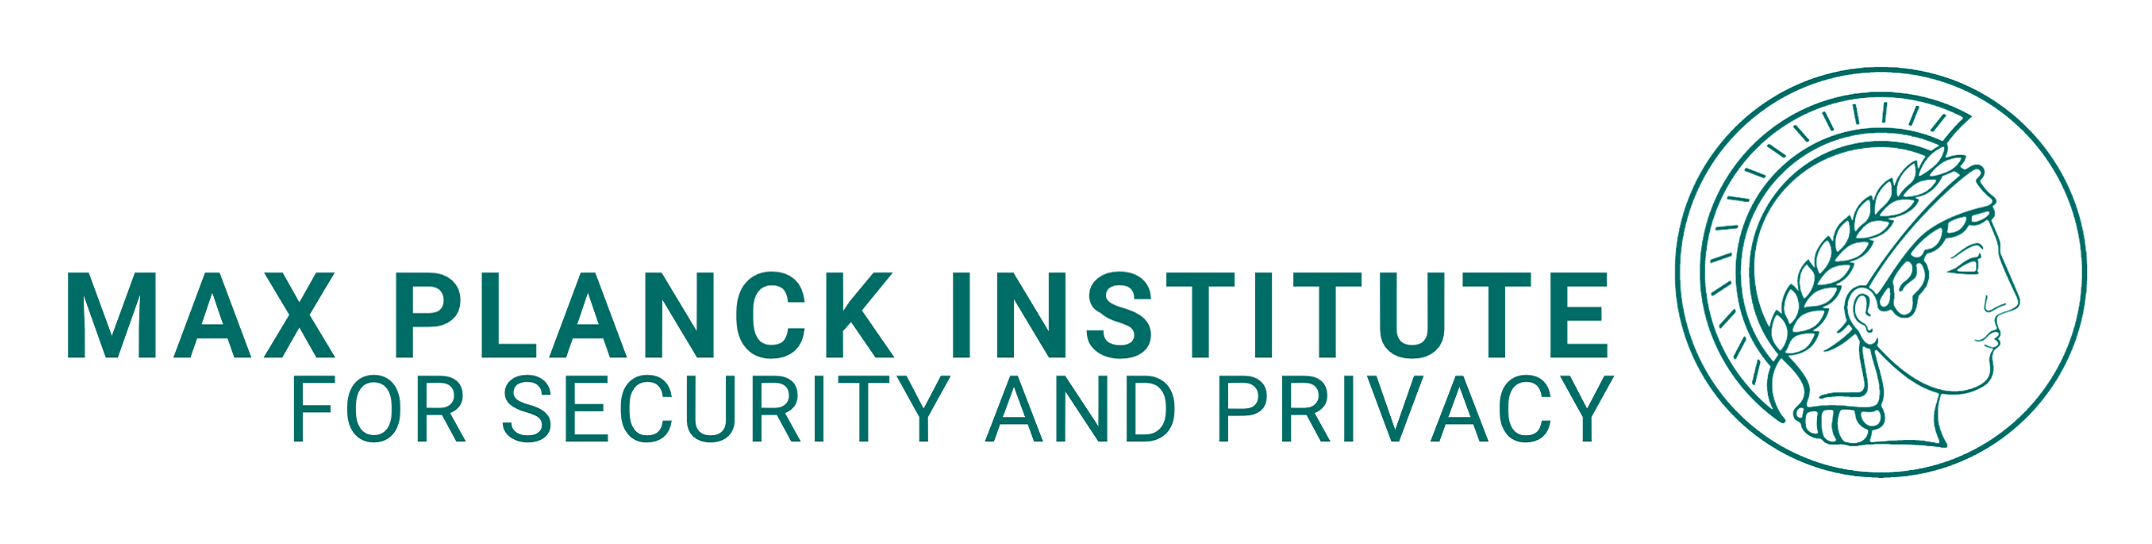 MAX PLANCK INSTITUTE
FOR SECURITY AND PRIVACY